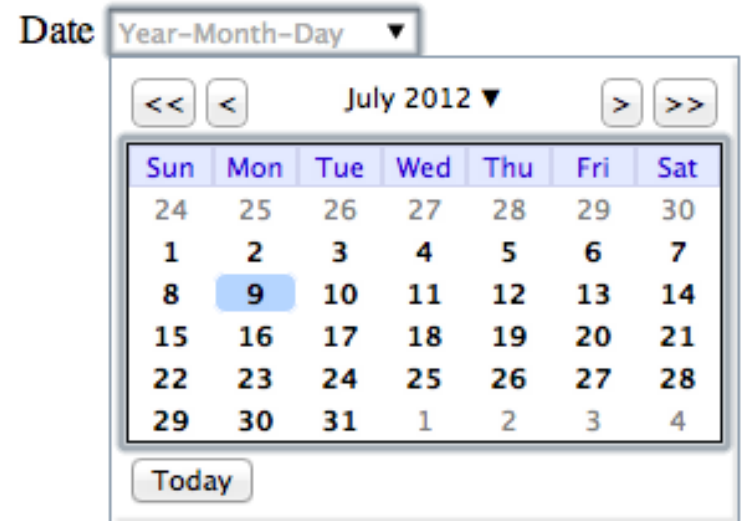 Date Year-Month-Day ▼
<< < July 2012 ▼ > >>
Sun Mon Tue Wed Thu Fri Sat
24 25 26 27 28 29 30
1 2 3 4 5 6 7
8 9 10 11 12 13 14
15 16 17 18 19 20 21
22 23 24 25 26 27 28
29 30 31 1 2 3 4
Today